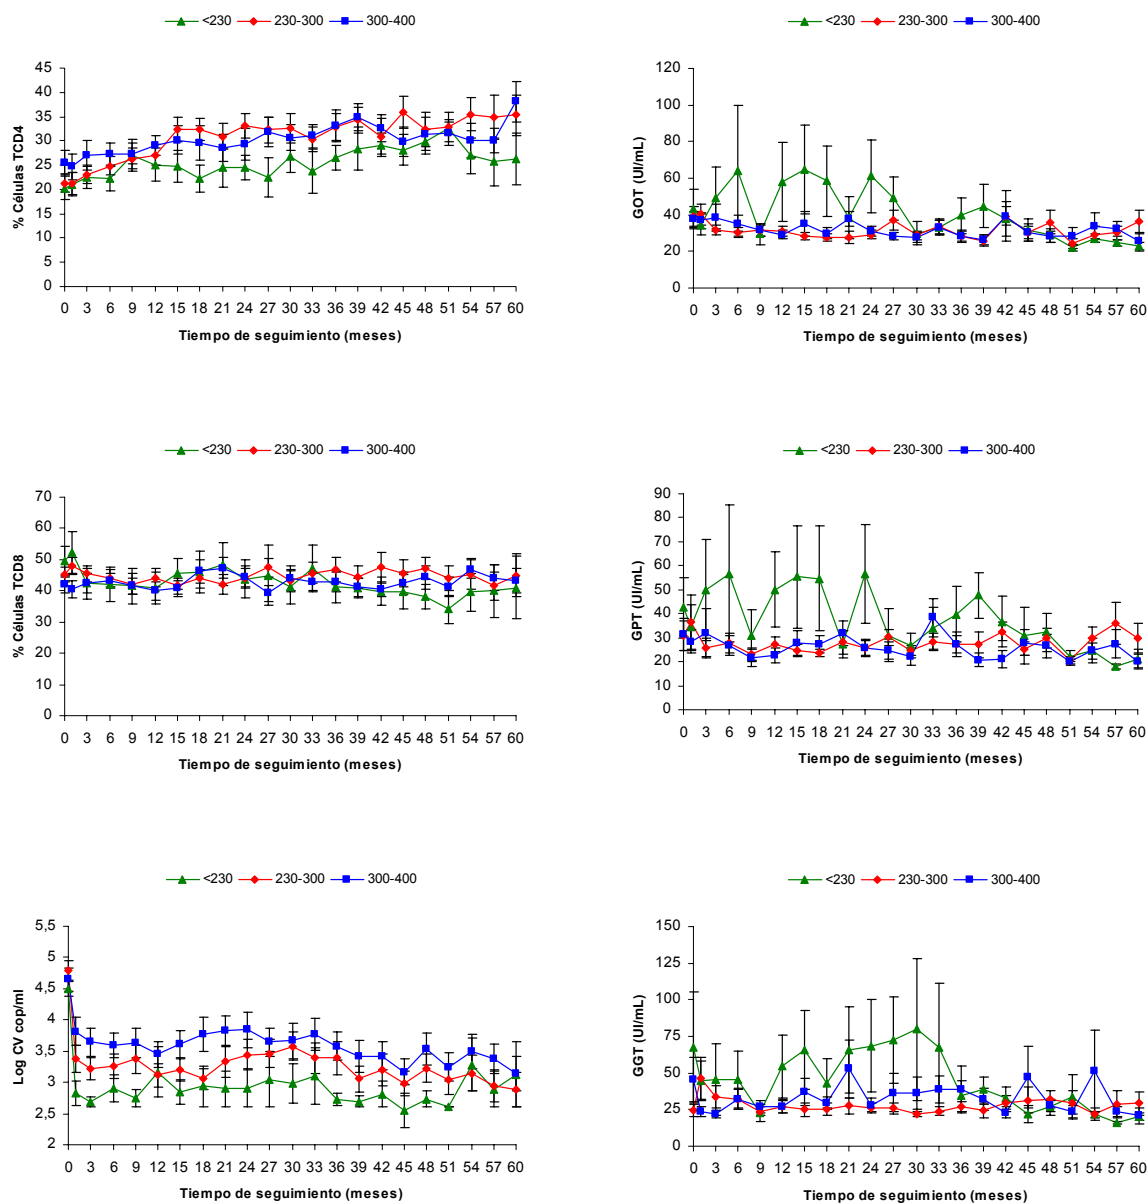 <230 230-300 300-400
% Células TCD4
45
40
35
30
25
20
15
10
5
0
0 3 6 9 12 15 18 21 24 27 30 33 36 39 42 45 48 51 54 57 60
Tiempo de seguimiento (meses)
<230 230-300 300-400
GOT (UI/mL)
120
100
80
60
40
20
0
0 3 6 9 12 15 18 21 24 27 30 33 36 39 42 45 48 51 54 57 60
Tiempo de seguimiento (meses)
<230 230-300 300-400
% Células TCD8
70
60
50
40
30
20
10
0
0 3 6 9 12 15 18 21 24 27 30 33 36 39 42 45 48 51 54 57 60
Tiempo de seguimiento (meses)
<230 230-300 300-400
GPT (UI/mL)
90
80
70
60
50
40
30
20
10
0
0 3 6 9 12 15 18 21 24 27 30 33 36 39 42 45 48 51 54 57 60
Tiempo de seguimiento (meses)
<230 230-300 300-400
Log CV cop/ml
5,5
5
4,5
4
3,5
3
2,5
2
0 3 6 9 12 15 18 21 24 27 30 33 36 39 42 45 48 51 54 57 60
Tiempo de seguimiento (meses)
<230 230-300 300-400
GGT (UI/mL)
150
125
100
75
50
25
0
0 3 6 9 12 15 18 21 24 27 30 33 36 39 42 45 48 51 54 57 60
Tiempo de seguimiento (meses)